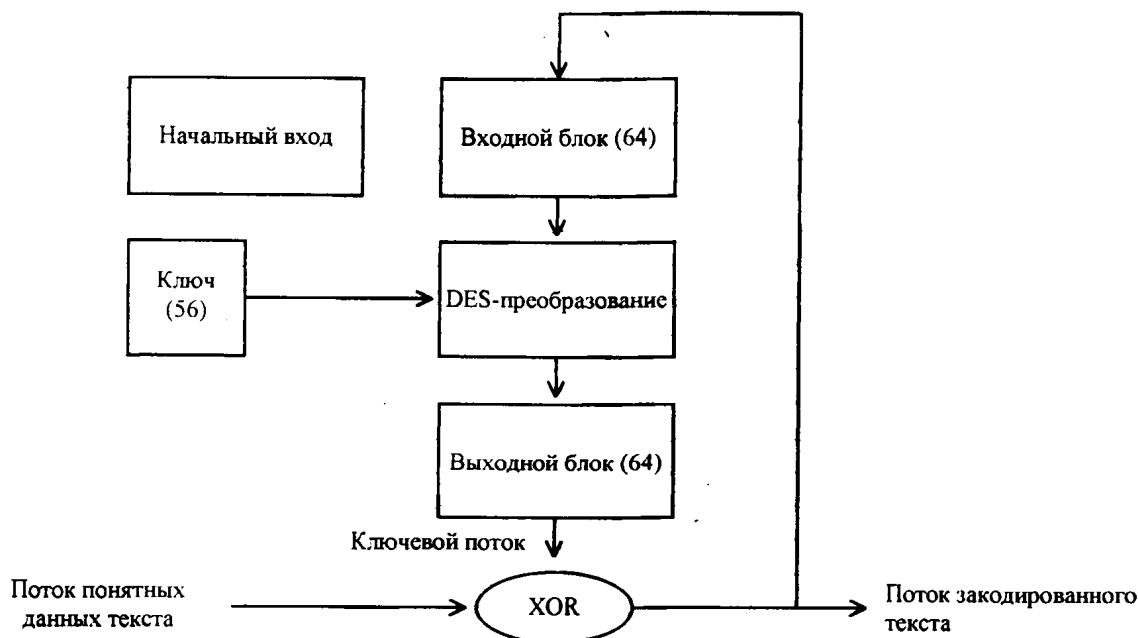 Начальный вход
Входной блок (64)
Ключ
(56)
DES-преобразование
Выходной блок (64)
Ключевой поток
Поток понятных
данных текста
XOR
Поток закодированного
текста